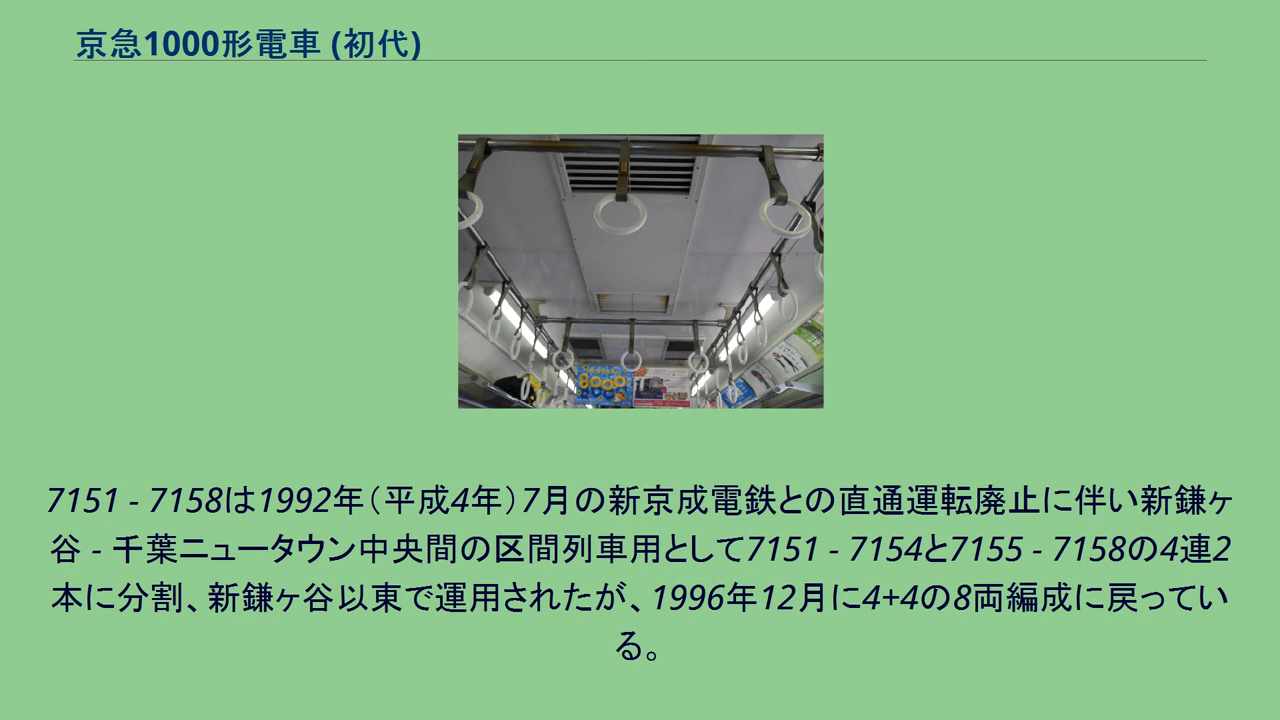 京急1000形電車 (初代)
8000
7151 - 7158は1992年（平成4年）7月の新京成電鉄との直通運転廃止に伴い新鎌ヶ
谷 - 千葉ニュータウン中央間の区間列車用として7151 - 7154と7155 - 7158の4連2
本に分割、新鎌ヶ谷以東で運用されたが、1996年12月に4+4の8両編成に戻ってい
る。